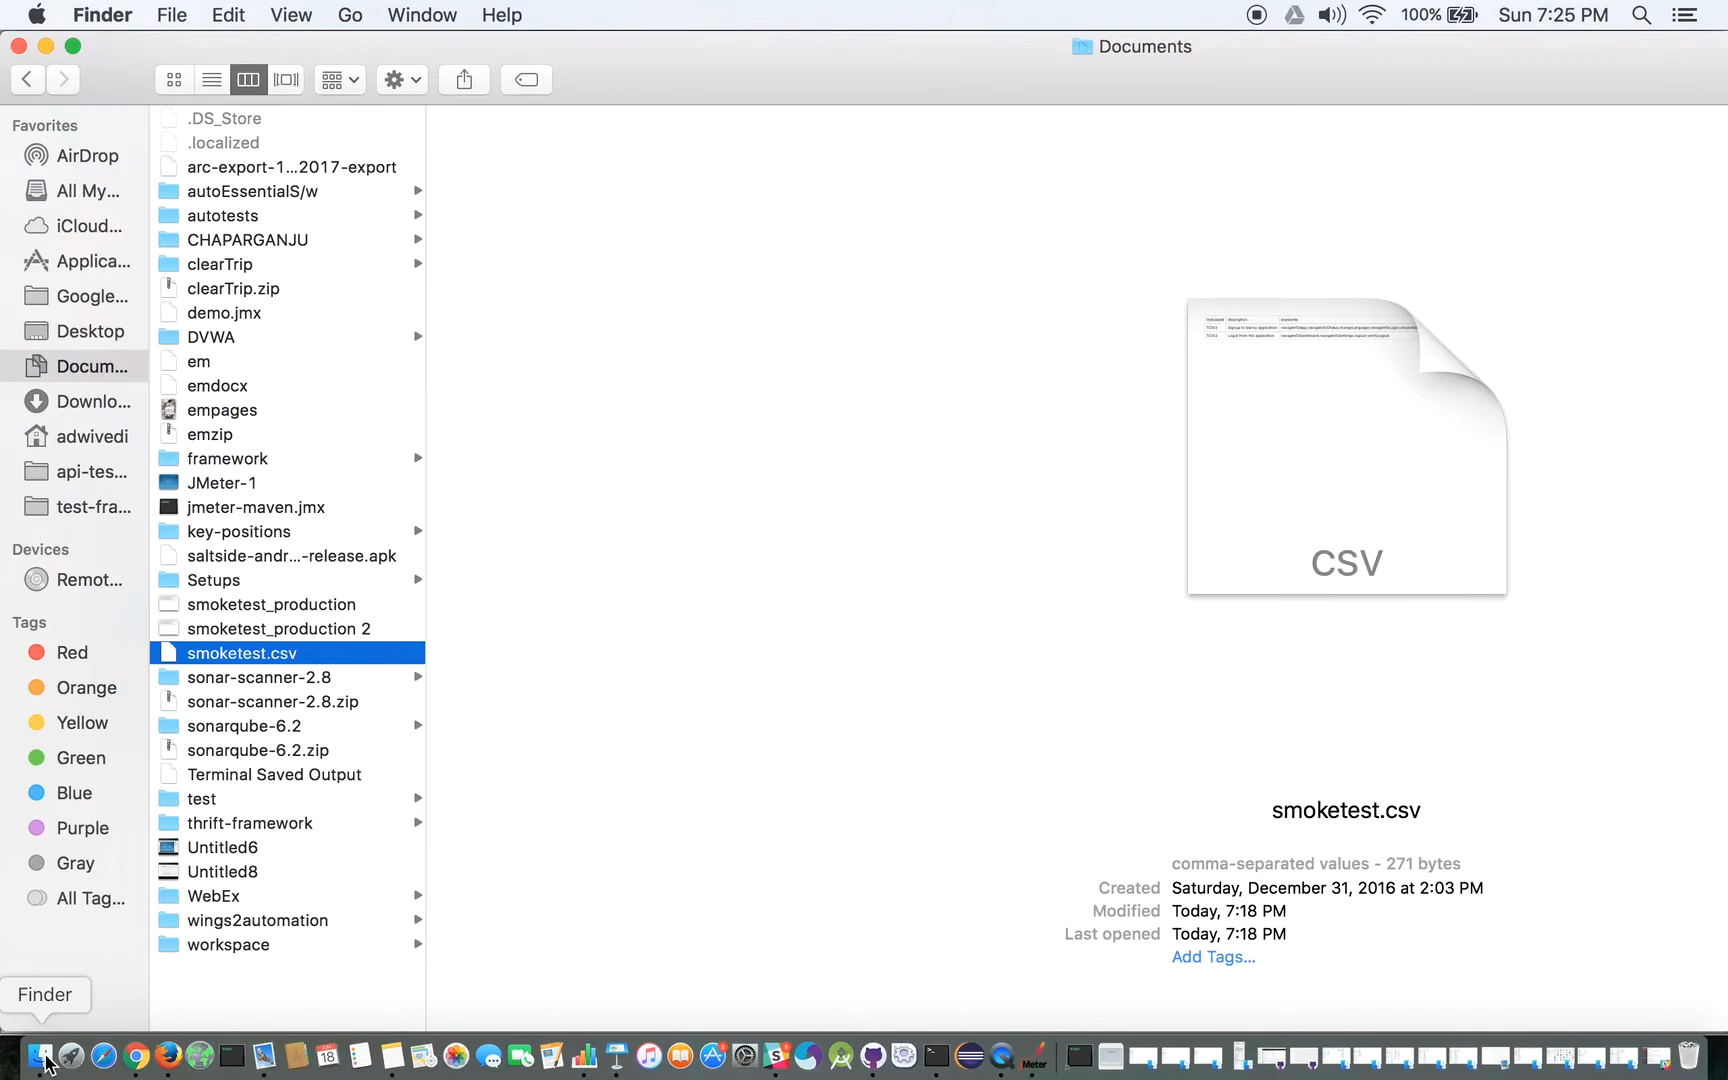 Finder File Edit View Go Window Help 100% Sun 7:25 PM
Documents
Favorites
AirDrop
All My...
iCloud...
Applica...
Google...
Desktop
Docum...
Downlo...
adwivedi
api-tes...
test-fra...
Devices
Remot...
Tags
Red
Orange
Yellow
Green
Blue
Purple
Gray
All Tag...
.DS_Store
.localized
arc-export-1...2017-export
autoEssentialS/w
autotests
CHAPARGANJU
clearTrip
clearTrip.zip
demo.jmx
DVWA
em
emdocx
empages
emzip
framework
JMeter-1
jmeter-maven.jmx
key-positions
saltside-andr...-release.apk
Setups
smoketest_production
smoketest_production 2
smoketest.csv
sonar-scanner-2.8
sonar-scanner-2.8.zip
sonarqube-6.2
sonarqube-6.2.zip
Terminal Saved Output
test
thrift-framework
Untitled6
Untitled8
WebEx
wings2automation
workspace
CSV
smoketest.csv
comma-separated values - 271 bytes
Created Saturday, December 31, 2016 at 2:03 PM
Modified Today, 7:18 PM
Last opened Today, 7:18 PM
Add Tags...
Finder
18
Meter